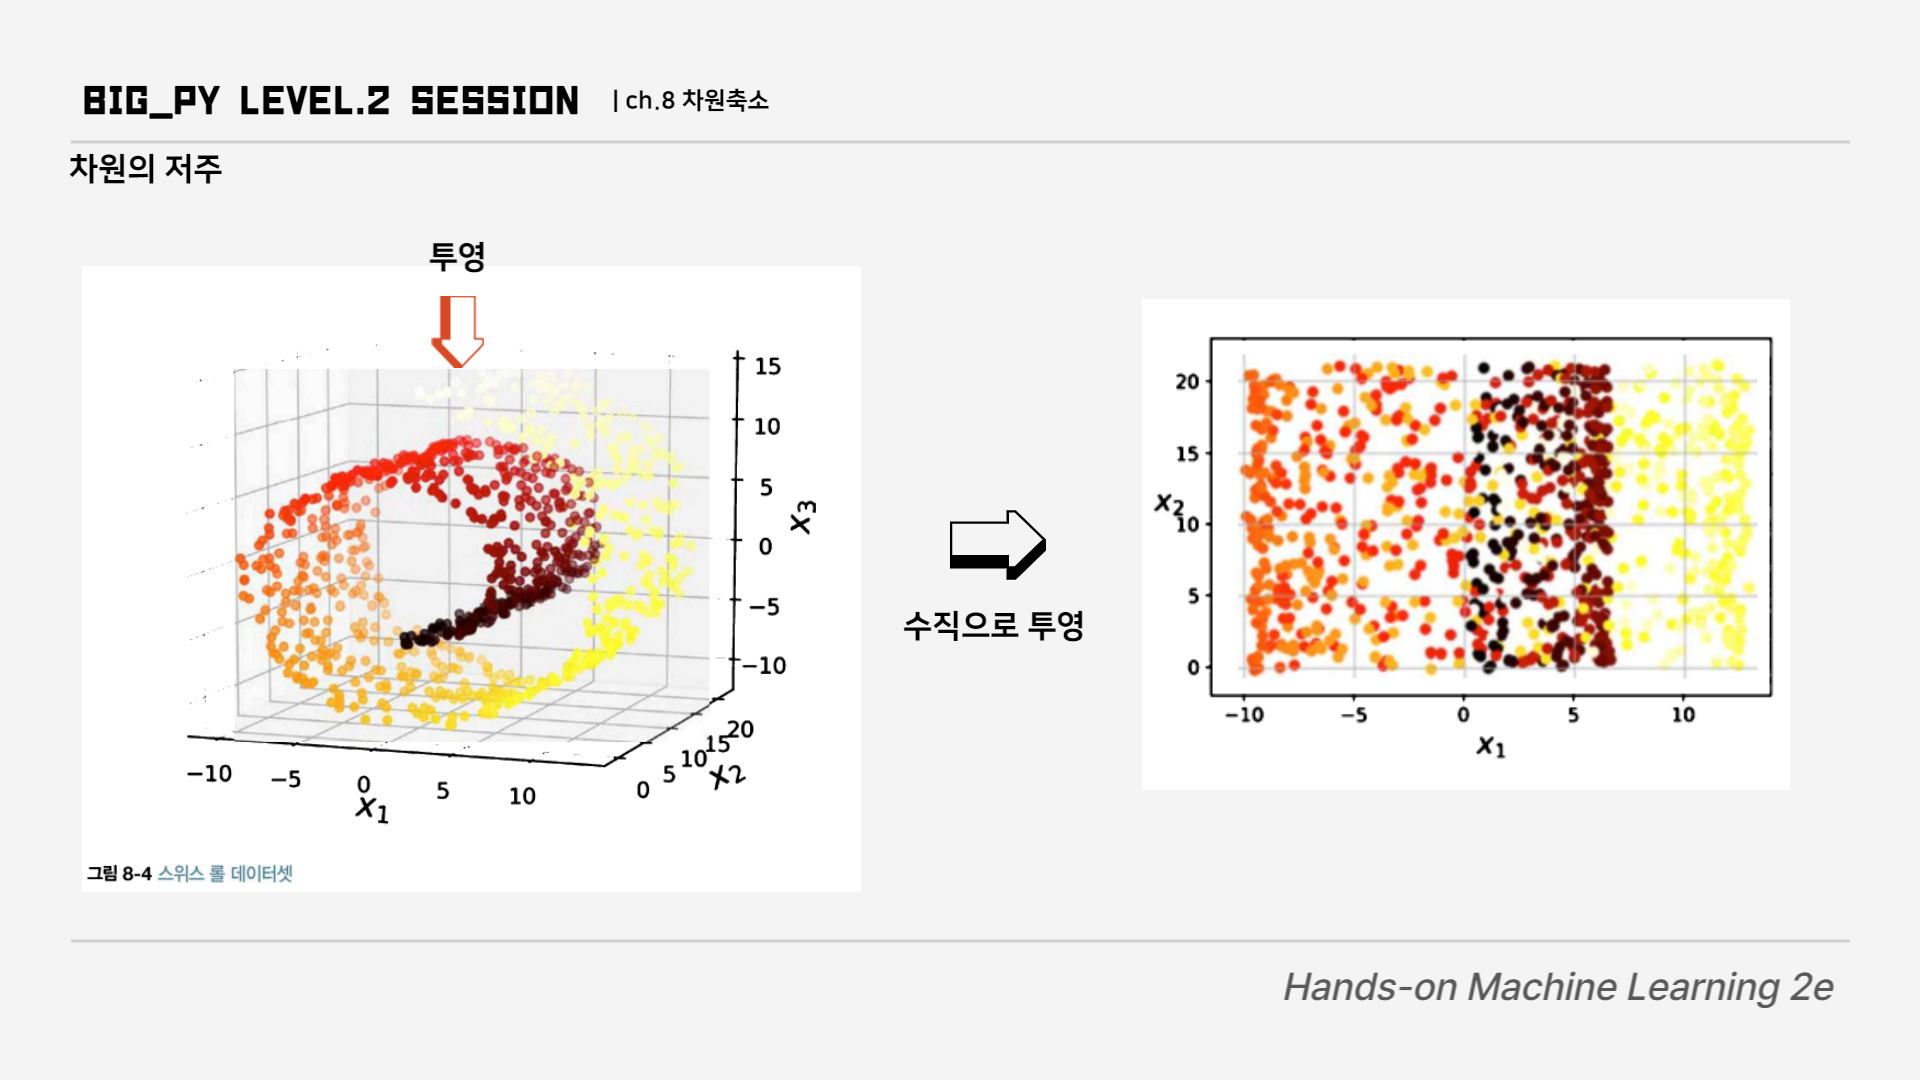 BIG_PY LEVEL.2 SESSION | ch.8 차원축소
차원의 저주
투영
15
10
5
0
−5
−10
x3
−10 −5 0 5 10
x1
0 5 10 15 20
x2
그림 8-4 스위스 롤 데이터셋
수직으로 투영
20
15
10
5
0
x2
−10 −5 0 5 10
x1
Hands-on Machine Learning 2e